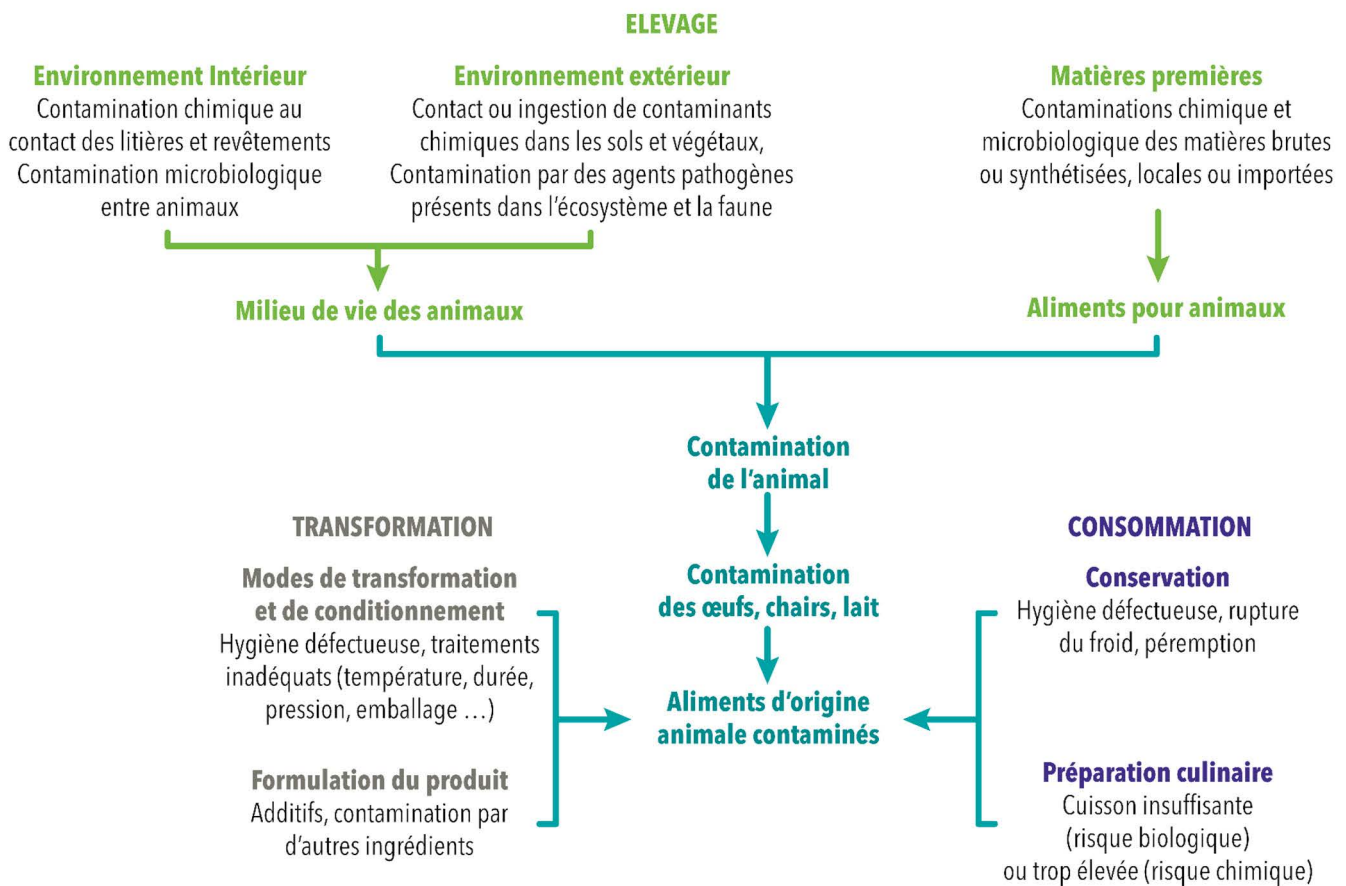 ELEVAGE
Environnement Intérieur
Contamination chimique au
contact des litières et revêtements
Contamination microbiologique
entre animaux
Environnement extérieur
Contact ou ingestion de contaminants
chimiques dans les sols et végétaux,
Contamination par des agents pathogènes
présents dans l'écosystème et la faune
Matières premières
Contaminations chimique et
microbiologique des matières brutes
ou synthétisées, locales ou importées
Milieu de vie des animaux
Aliments pour animaux
Contamination
de l'animal
TRANSFORMATION
Modes de transformation
et de conditionnement
Hygiène défectueuse, traitements
inadéquats (température, durée,
pression, emballage ...)
Formulation du produit
Additifs, contamination par
d'autres ingrédients
Contamination
des œufs, chairs, lait
Aliments d'origine
animale contaminés
CONSOMMATION
Conservation
Hygiène défectueuse, rupture
du froid, péremption
Préparation culinaire
Cuisson insuffisante
(risque biologique)
ou trop élevée (risque chimique)